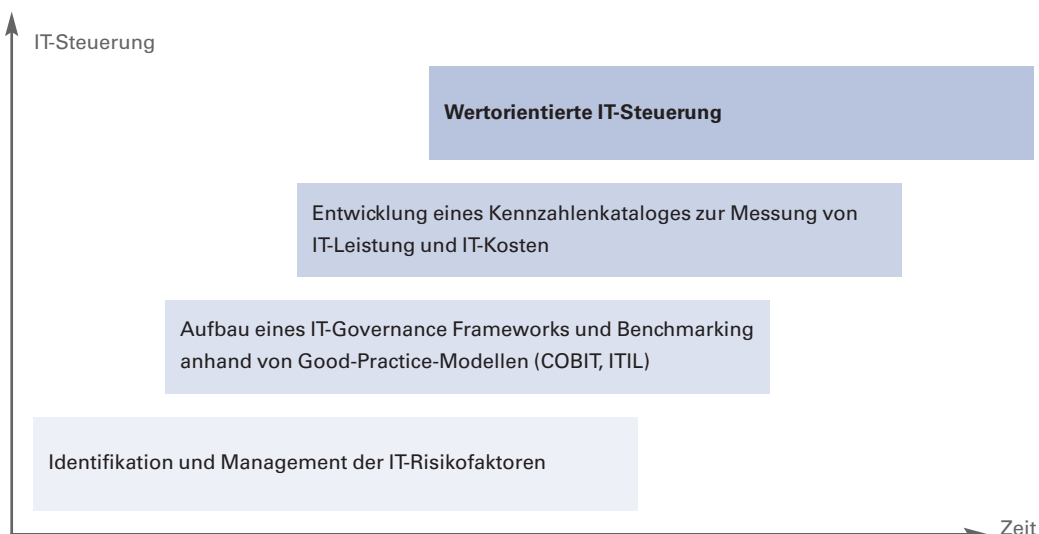 IT-Steuerung
Wertorientierte IT-Steuerung
Entwicklung eines Kennzahlenkataloges zur Messung von
IT-Leistung und IT-Kosten
Aufbau eines IT-Governance Frameworks und Benchmarking
anhand von Good-Practice-Modellen (COBIT, ITIL)
Identifikation und Management der IT-Risikofaktoren
Zeit